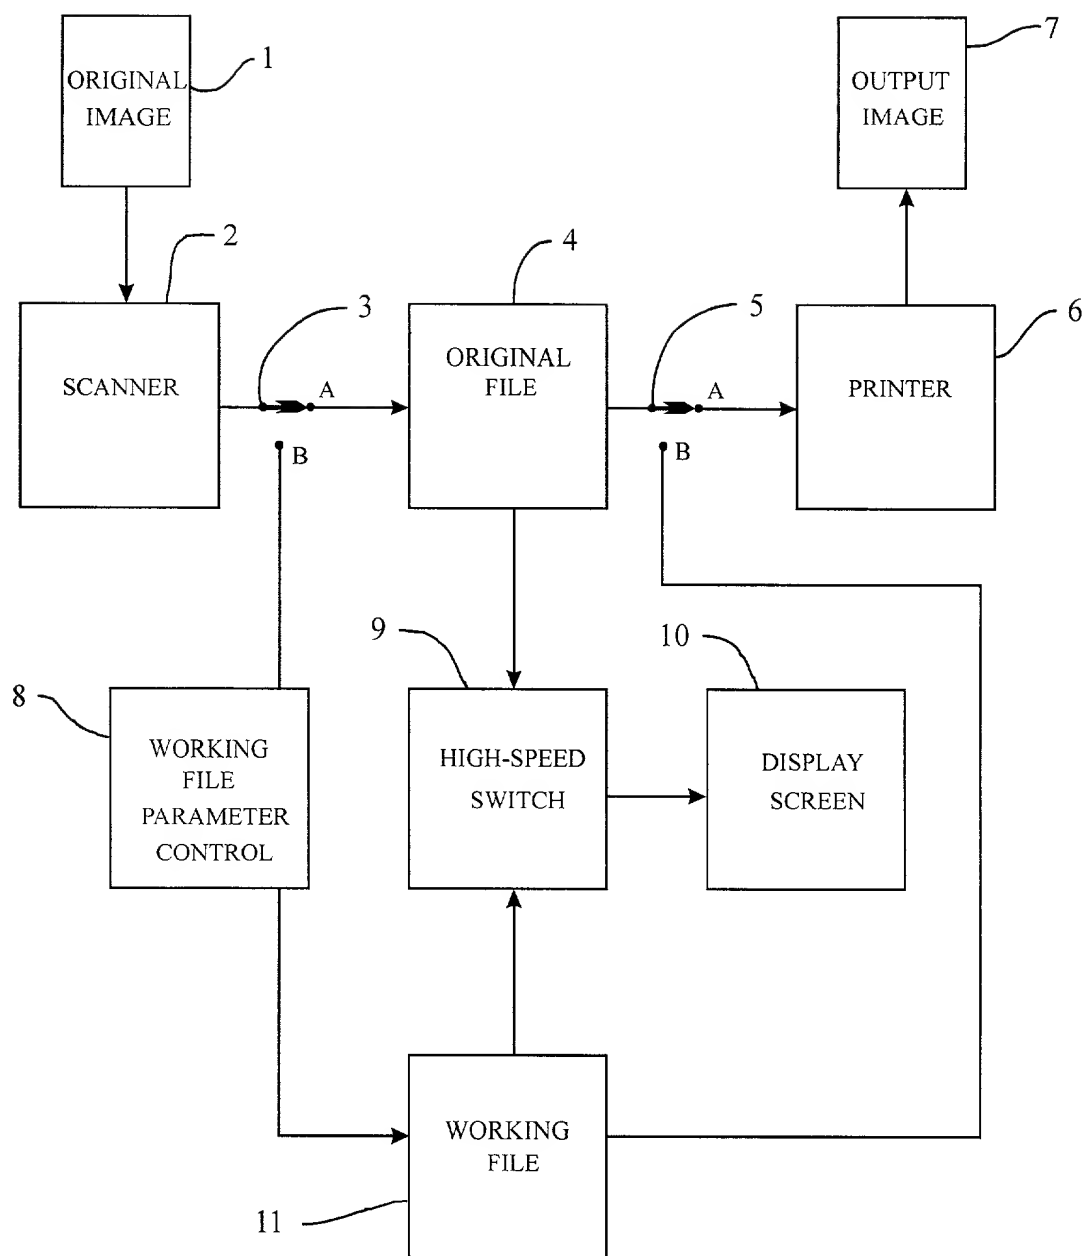 ORIGINAL
IMAGE
1
OUTPUT
IMAGE
7
SCANNER
2
3
A
B
ORIGINAL
FILE
4
5
A
B
PRINTER
6
8
WORKING
FILE
PARAMETER
CONTROL
9
HIGH-SPEED
SWITCH
10
DISPLAY
SCREEN
WORKING
FILE
11